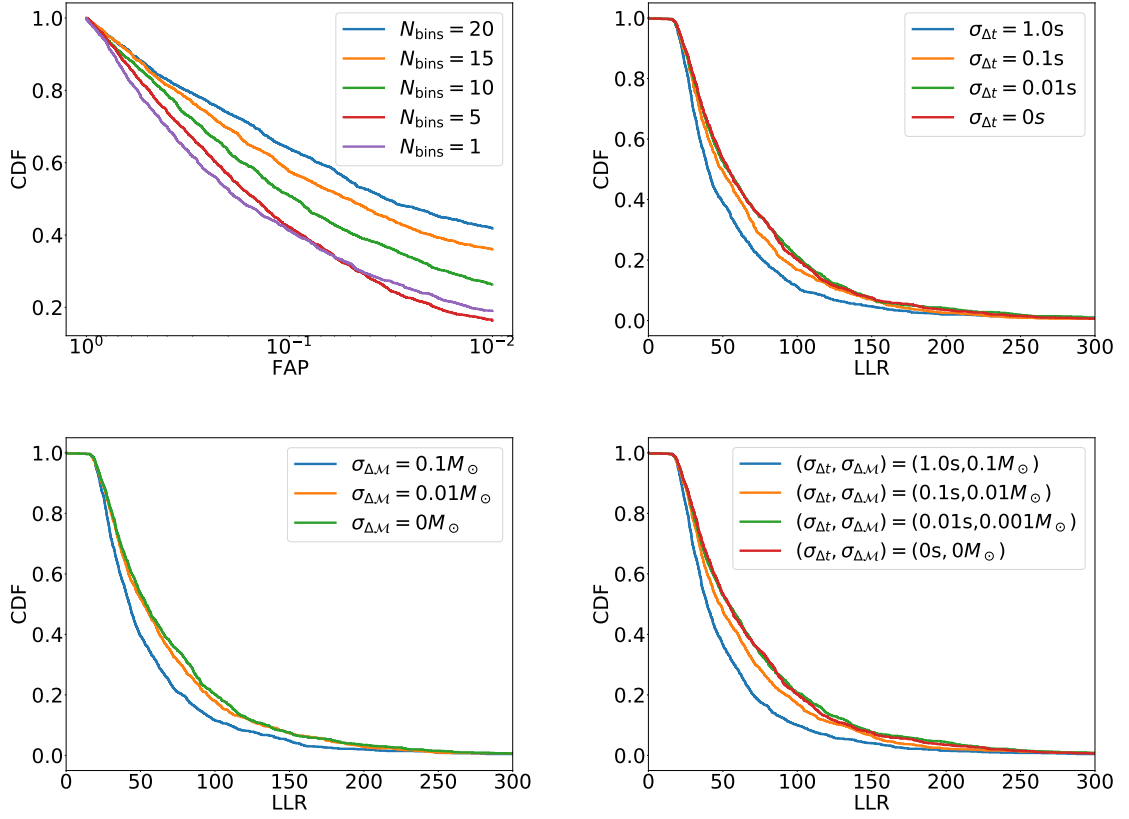 1.0
0.8
0.6
0.4
0.2
CDF
10⁰
10⁻¹
10⁻²
FAP
N_bins = 20
N_bins = 15
N_bins = 10
N_bins = 5
N_bins = 1
1.0
0.8
0.6
0.4
0.2
0.0
CDF
0 50 100 150 200 250 300
LLR
σ_Δt = 1.0s
σ_Δt = 0.1s
σ_Δt = 0.01s
σ_Δt = 0s
1.0
0.8
0.6
0.4
0.2
0.0
CDF
0 50 100 150 200 250 300
LLR
σ_Δℳ = 0.1M_⊙
σ_Δℳ = 0.01M_⊙
σ_Δℳ = 0M_⊙
1.0
0.8
0.6
0.4
0.2
0.0
CDF
0 50 100 150 200 250 300
LLR
(σ_Δt, σ_Δℳ) = (1.0s,0.1M_⊙)
(σ_Δt, σ_Δℳ) = (0.1s,0.01M_⊙)
(σ_Δt, σ_Δℳ) = (0.01s,0.001M_⊙)
(σ_Δt, σ_Δℳ) = (0s, 0M_⊙)